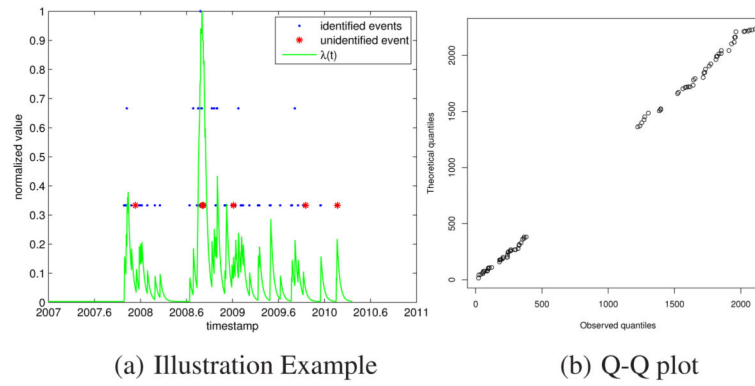 1
0.9
0.8
0.7
0.6
0.5
0.4
0.3
0.2
0.1
0
normalized value
2007 2007.6 2008 2008.6 2009 2009.6 2010 2010.6 2011
timestamp
identified events
unidentified event
λ(t)
(a) Illustration Example
2000
1500
1000
500
0
Theoretical quantiles
0 500 1000 1500 2000
Observed quantiles
(b) Q-Q plot